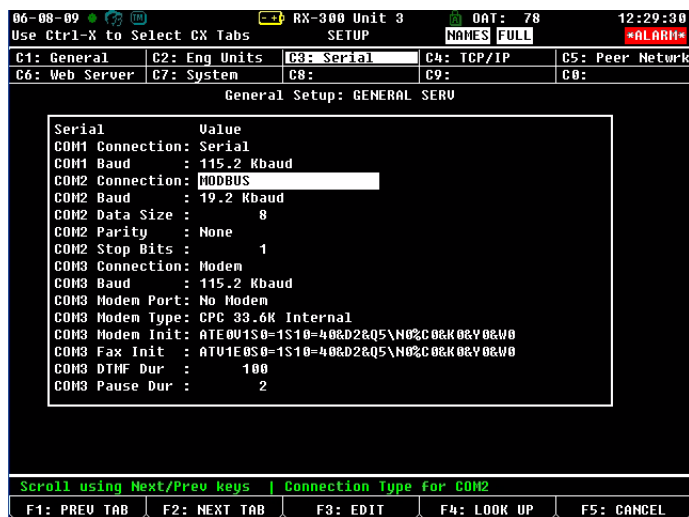 06-08-09 TM RX-300 Unit 3 OAT: 78 12:29:30
Use Ctrl-X to Select CX Tabs SETUP NAMES FULL *ALARM*
C1: General C2: Eng Units C3: Serial C4: TCP/IP C5: Peer Netwrk
C6: Web Server C7: System C8: C9: C0:
General Setup: GENERAL SERV
Serial Value
COM1 Connection: Serial
COM1 Baud : 115.2 Kbaud
COM2 Connection: MODBUS
COM2 Baud : 19.2 Kbaud
COM2 Data Size : 8
COM2 Parity : None
COM2 Stop Bits : 1
COM3 Connection: Modem
COM3 Baud : 115.2 Kbaud
COM3 Modem Port: No Modem
COM3 Modem Type: CPC 33.6K Internal
COM3 Modem Init: ATE0V1S0=1S10=40&D2&Q5\N0%C0&K0&Y0&W0
COM3 Fax Init : ATV1E0S0=1S10=40&D2&Q5\N0%C0&K0&Y0&W0
COM3 DTMF Dur : 100
COM3 Pause Dur : 2
Scroll using Next/Prev keys | Connection Type for COM2
F1: PREV TAB F2: NEXT TAB F3: EDIT F4: LOOK UP F5: CANCEL